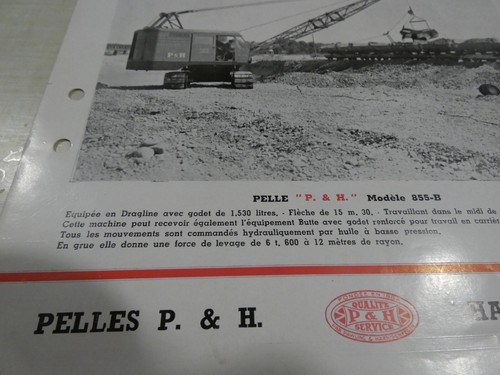 P&H
PELLE "P. & H." Modèle 855-B
Equipée en Dragline avec godet de 1.530 litres. - Flèche de 15 m, 30. - Travaillant dans le midi de
Cette machine peut recevoir également l'équipement Butte avec godet renforcé pour travail en carrièr
Tous les mouvements sont commandés hydrauliquement par huile à basse pression.
En grue elle donne une force de levage de 6 t, 600 à 12 mètres de rayon.
PELLES P. & H.
QUALITÉ
P & H
SERVICE
HA